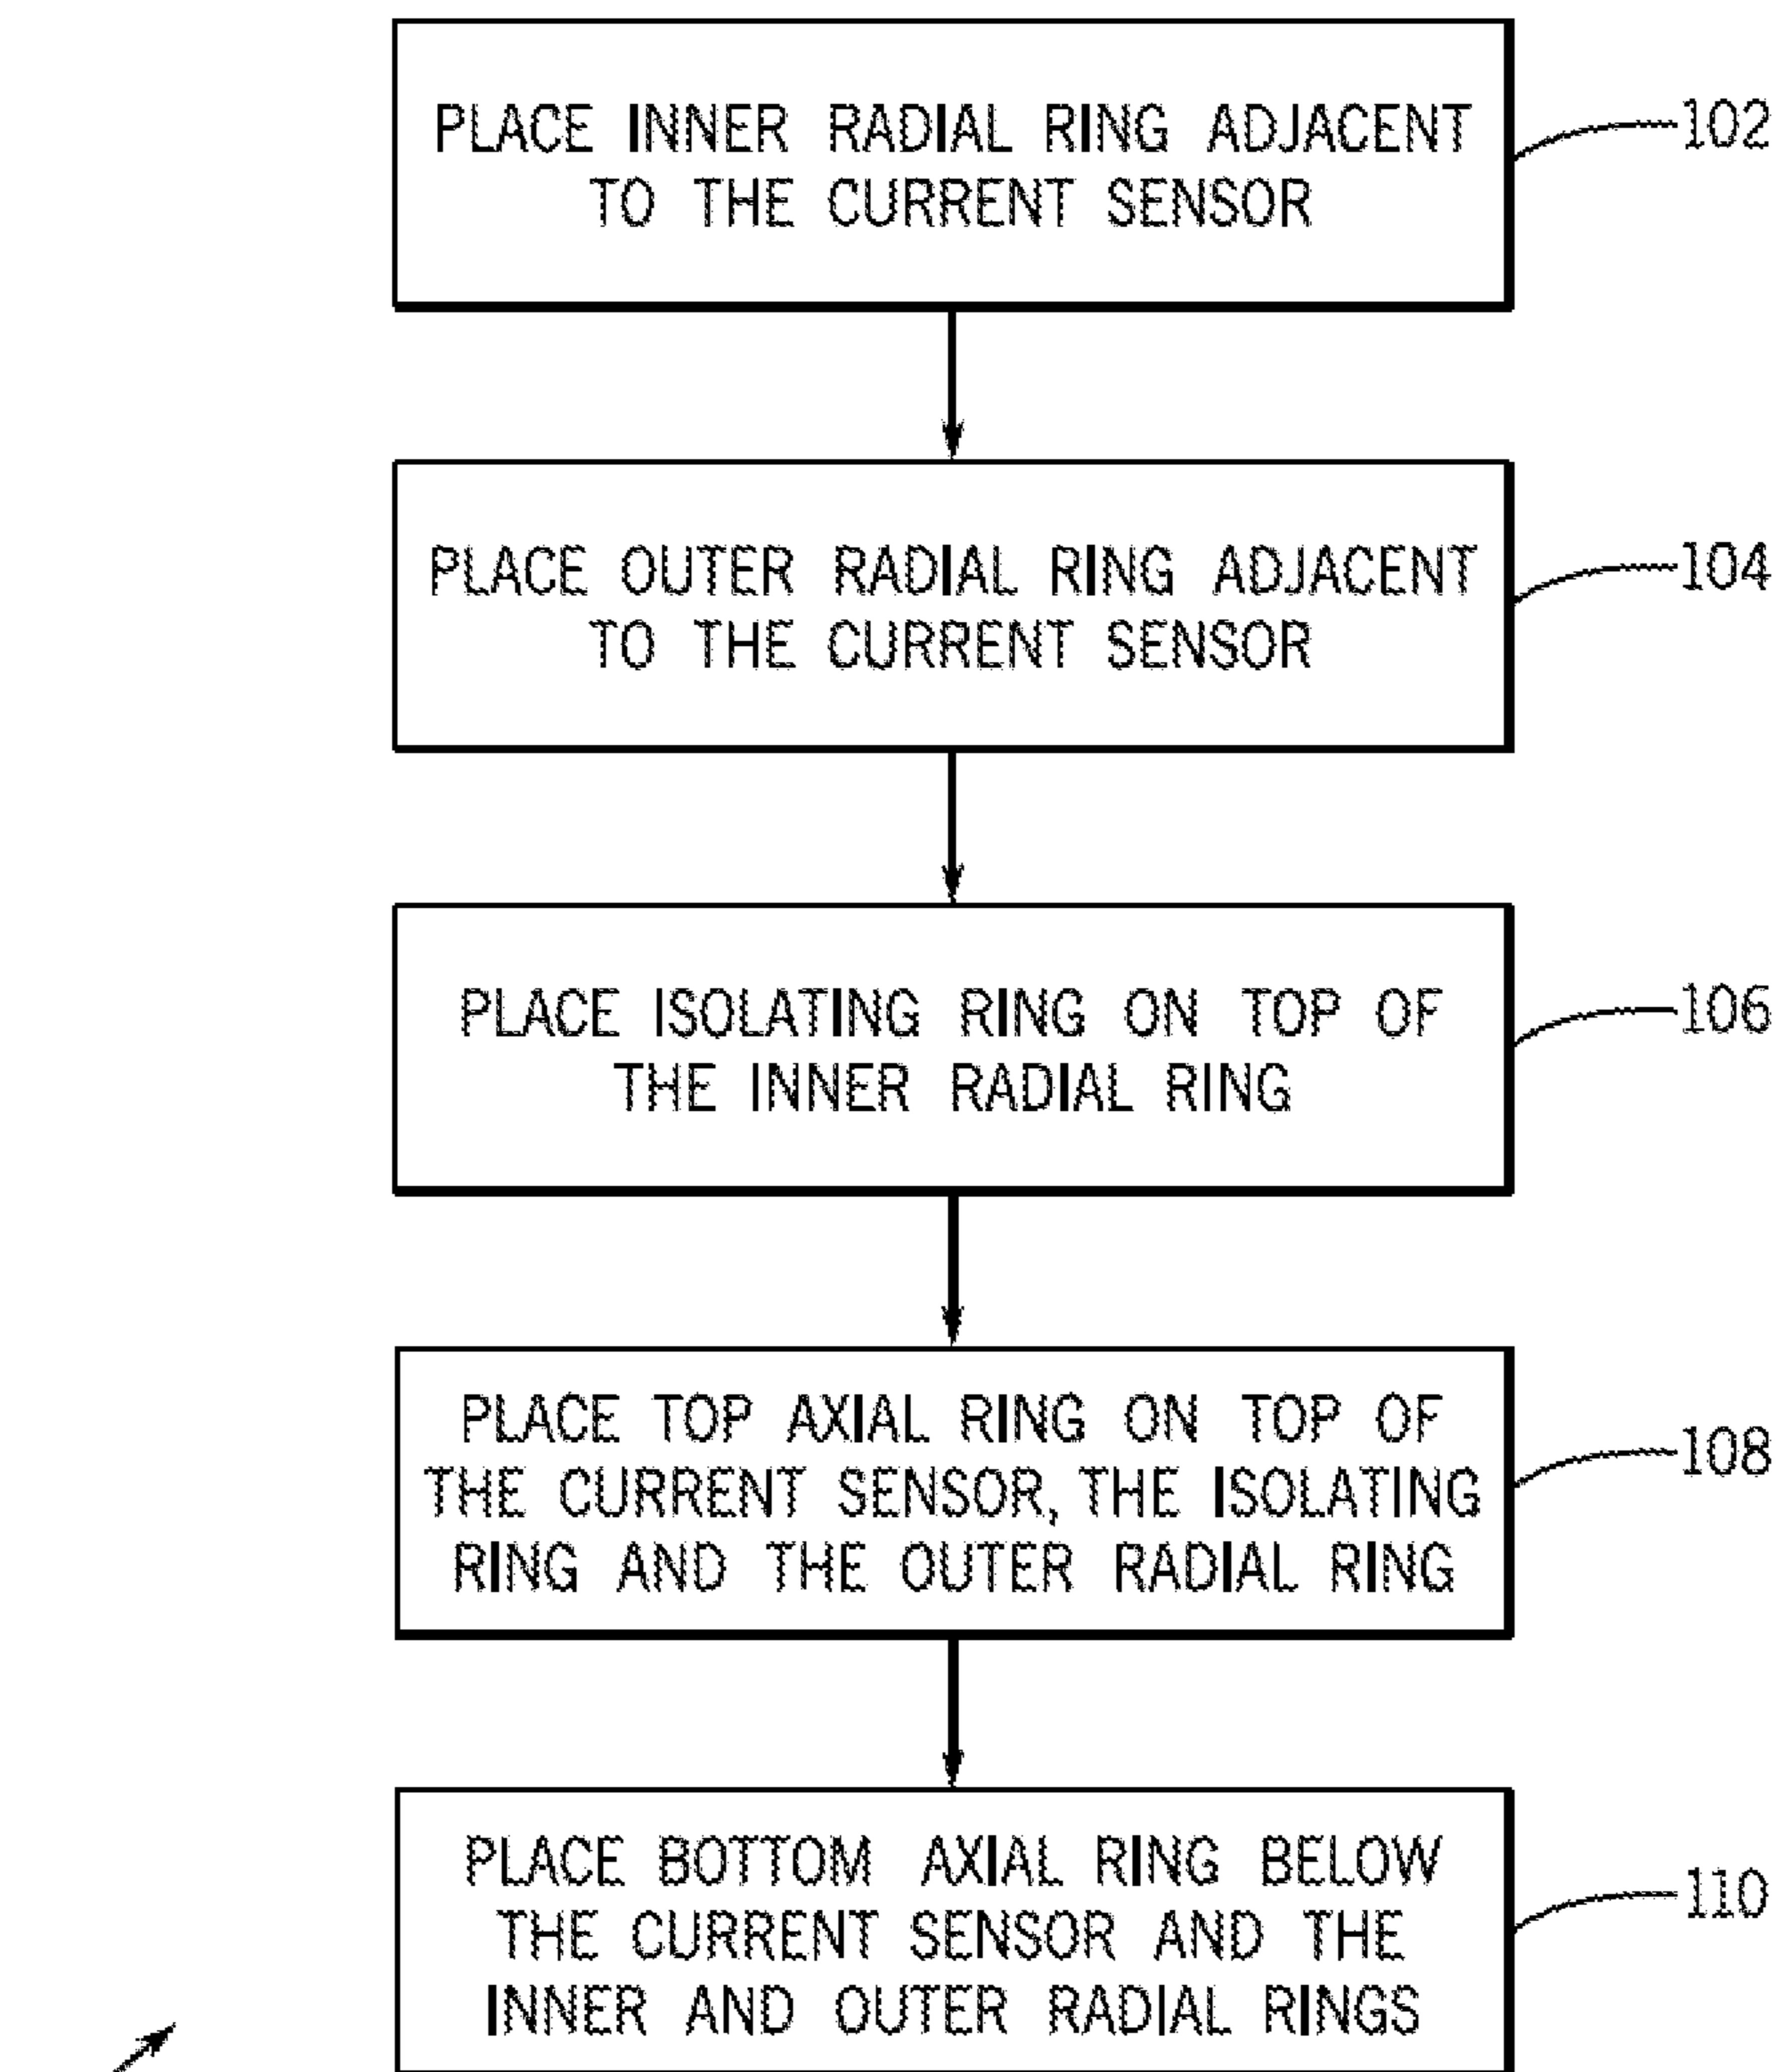 PLACE INNER RADIAL RING ADJACENT
TO THE CURRENT SENSOR
102
PLACE OUTER RADIAL RING ADJACENT
TO THE CURRENT SENSOR
104
PLACE ISOLATING RING ON TOP OF
THE INNER RADIAL RING
106
PLACE TOP AXIAL RING ON TOP OF
THE CURRENT SENSOR, THE ISOLATING
RING AND THE OUTER RADIAL RING
108
PLACE BOTTOM AXIAL RING BELOW
THE CURRENT SENSOR AND THE
INNER AND OUTER RADIAL RINGS
110